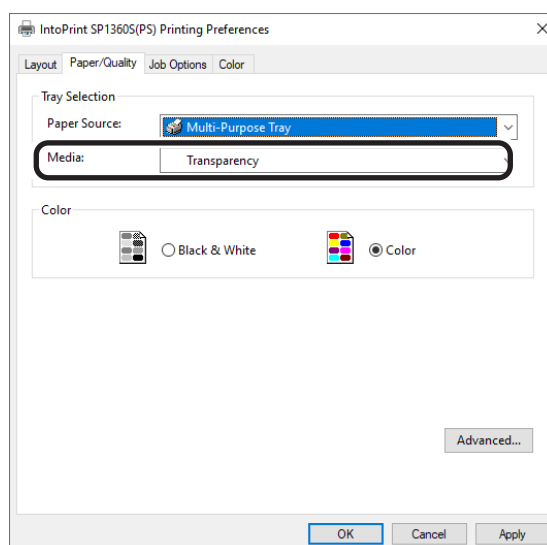 IntoPrint SP1360S(PS) Printing Preferences
Layout Paper/Quality Job Options Color
Tray Selection
Paper Source: Multi-Purpose Tray
Media: Transparency
Color
Black & White Color
Advanced...
OK Cancel Apply